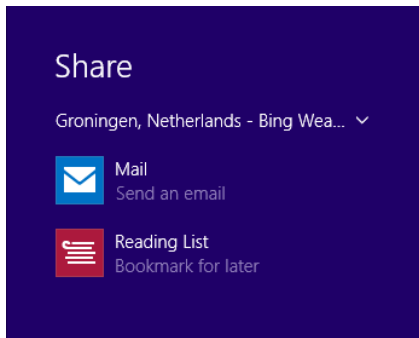 Share
Groningen, Netherlands - Bing Wea...
Mail
Send an email
Reading List
Bookmark for later